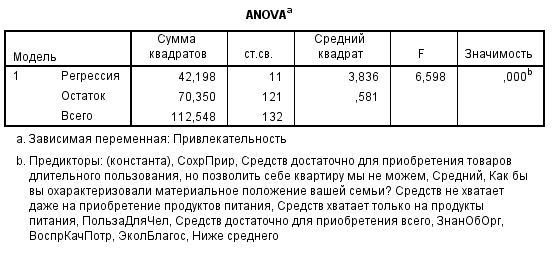 ANOVAa
Модель Сумма квадратов ст.св. Средний квадрат F Значимость
1 Регрессия 42,198 11 3,836 6,598 ,000b
Остаток 70,350 121 ,581
Всего 112,548 132
a. Зависимая переменная: Привлекательность
b. Предикторы: (константа), СохрПрир, Средств достаточно для приобретения товаров
длительного пользования, но позволить себе квартиру мы не можем, Средний, Как бы
вы охарактеризовали материальное положение вашей семьи? Средств не хватает
даже на приобретение продуктов питания, Средств хватает только на продукты
питания, ПользаДляЧел, Средств достаточно для приобретения всего, ЗнанОбОрг,
ВоспрКачПотр, ЭколБлагос, Ниже среднего